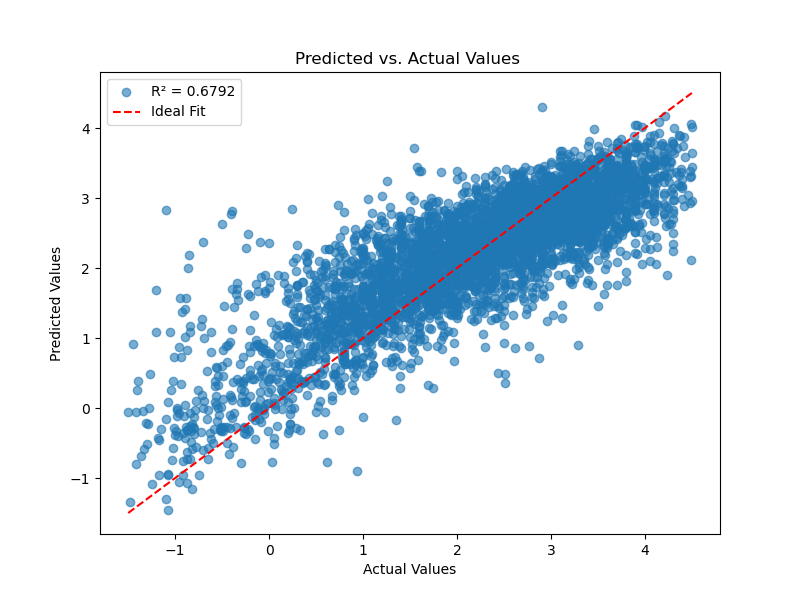 Predicted vs. Actual Values
R² = 0.6792
Ideal Fit
Predicted Values
4
3
2
1
0
−1
−1 0 1 2 3 4
Actual Values